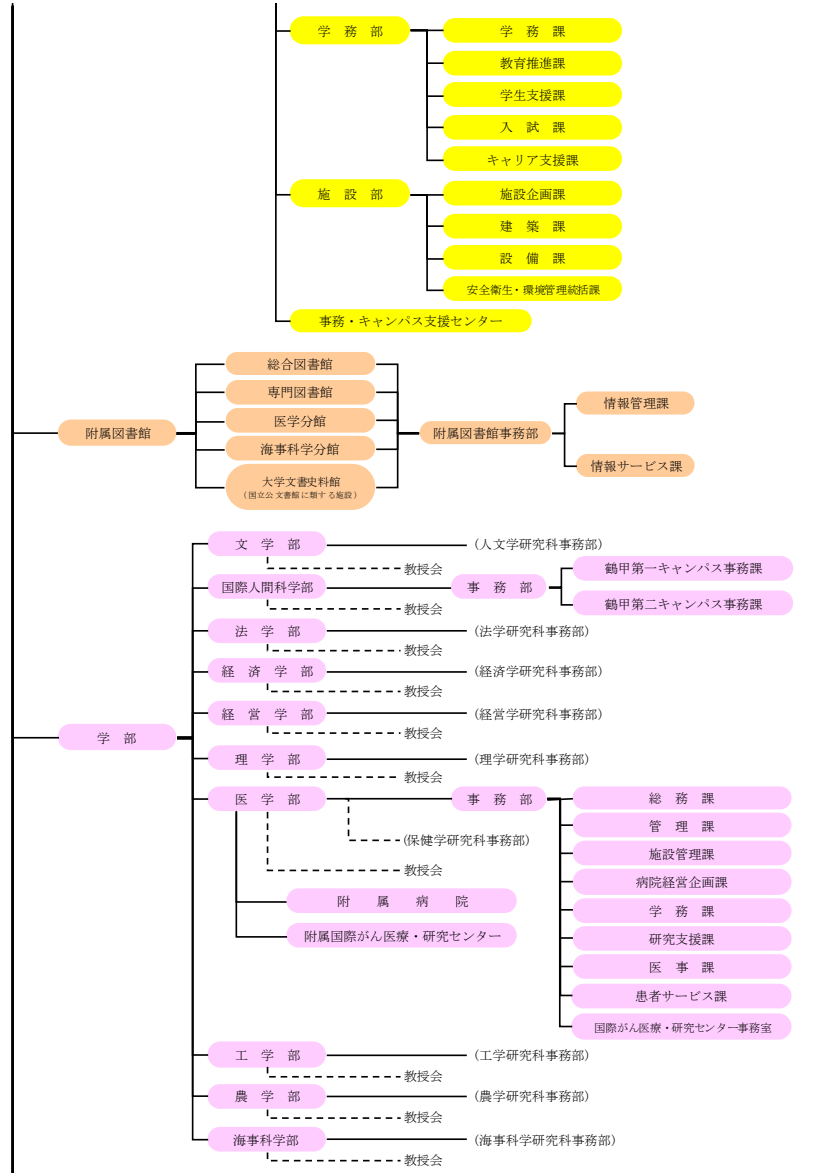 学務部
学務課
教育推進課
学生支援課
入試課
キャリア支援課
施設部
施設企画課
建築課
設備課
安全衛生・環境管理統括課
事務・キャンパス支援センター
附属図書館
総合図書館
専門図書館
医学分館
海事科学分館
大学文書史料館
(国立公文書館に類する施設)
附属図書館事務部
情報管理課
情報サービス課
学部
文学部
(人文学研究科事務部)
教授会
国際人間科学部
事務部
鶴甲第一キャンパス事務課
鶴甲第二キャンパス事務課
教授会
法学部
(法学研究科事務部)
教授会
経済学部
(経済学研究科事務部)
教授会
経営学部
(経営学研究科事務部)
教授会
理学部
(理学研究科事務部)
教授会
医学部
事務部
総務課
管理課
施設管理課
病院経営企画課
学務課
研究支援課
医事課
患者サービス課
国際がん医療・研究センター事務室
(保健学研究科事務部)
教授会
附属病院
附属国際がん医療・研究センター
工学部
(工学研究科事務部)
教授会
農学部
(農学研究科事務部)
教授会
海事科学部
(海事科学研究科事務部)
教授会